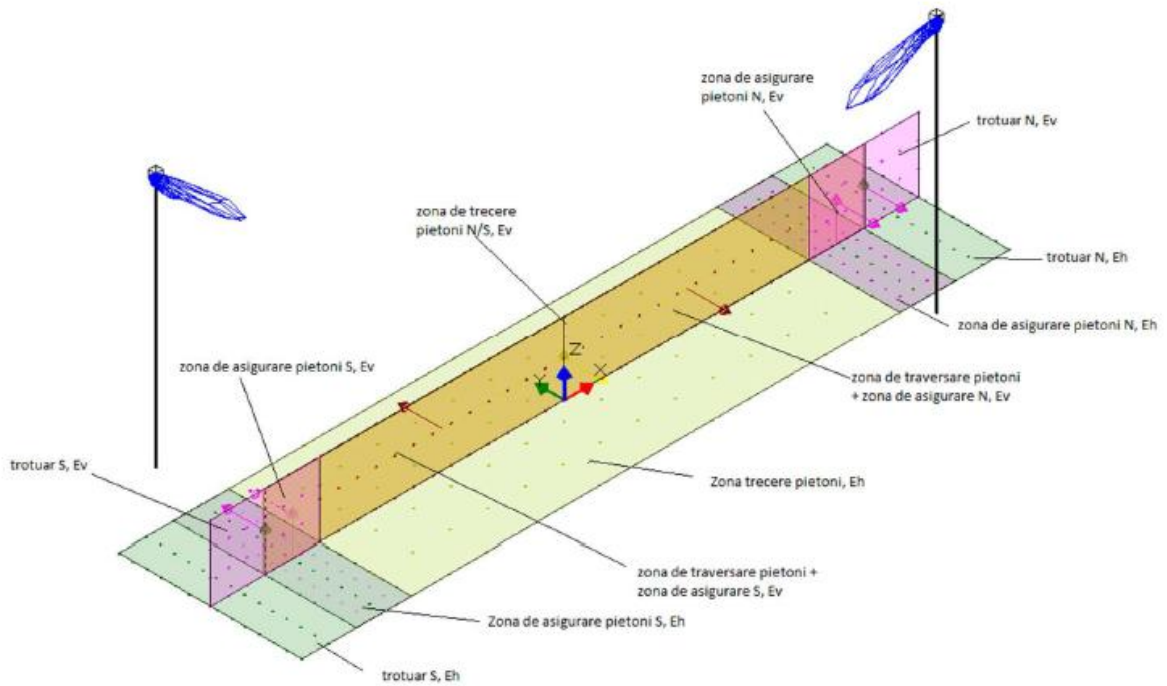 zona de asigurare
pietoni N, Ev
trotuar N, Ev
zona de trecere
pietoni N/S, Ev
trotuar N, Eh
zona de asigurare pietoni N, Eh
zona de asigurare pietoni S, Ev
Z
Y
X
zona de traversare pietoni
+ zona de asigurare N, Ev
trotuar S, Ev
Zona trecere pietoni, Eh
zona de traversare pietoni +
zona de asigurare S, Ev
Zona de asigurare pietoni S, Eh
trotuar S, Eh